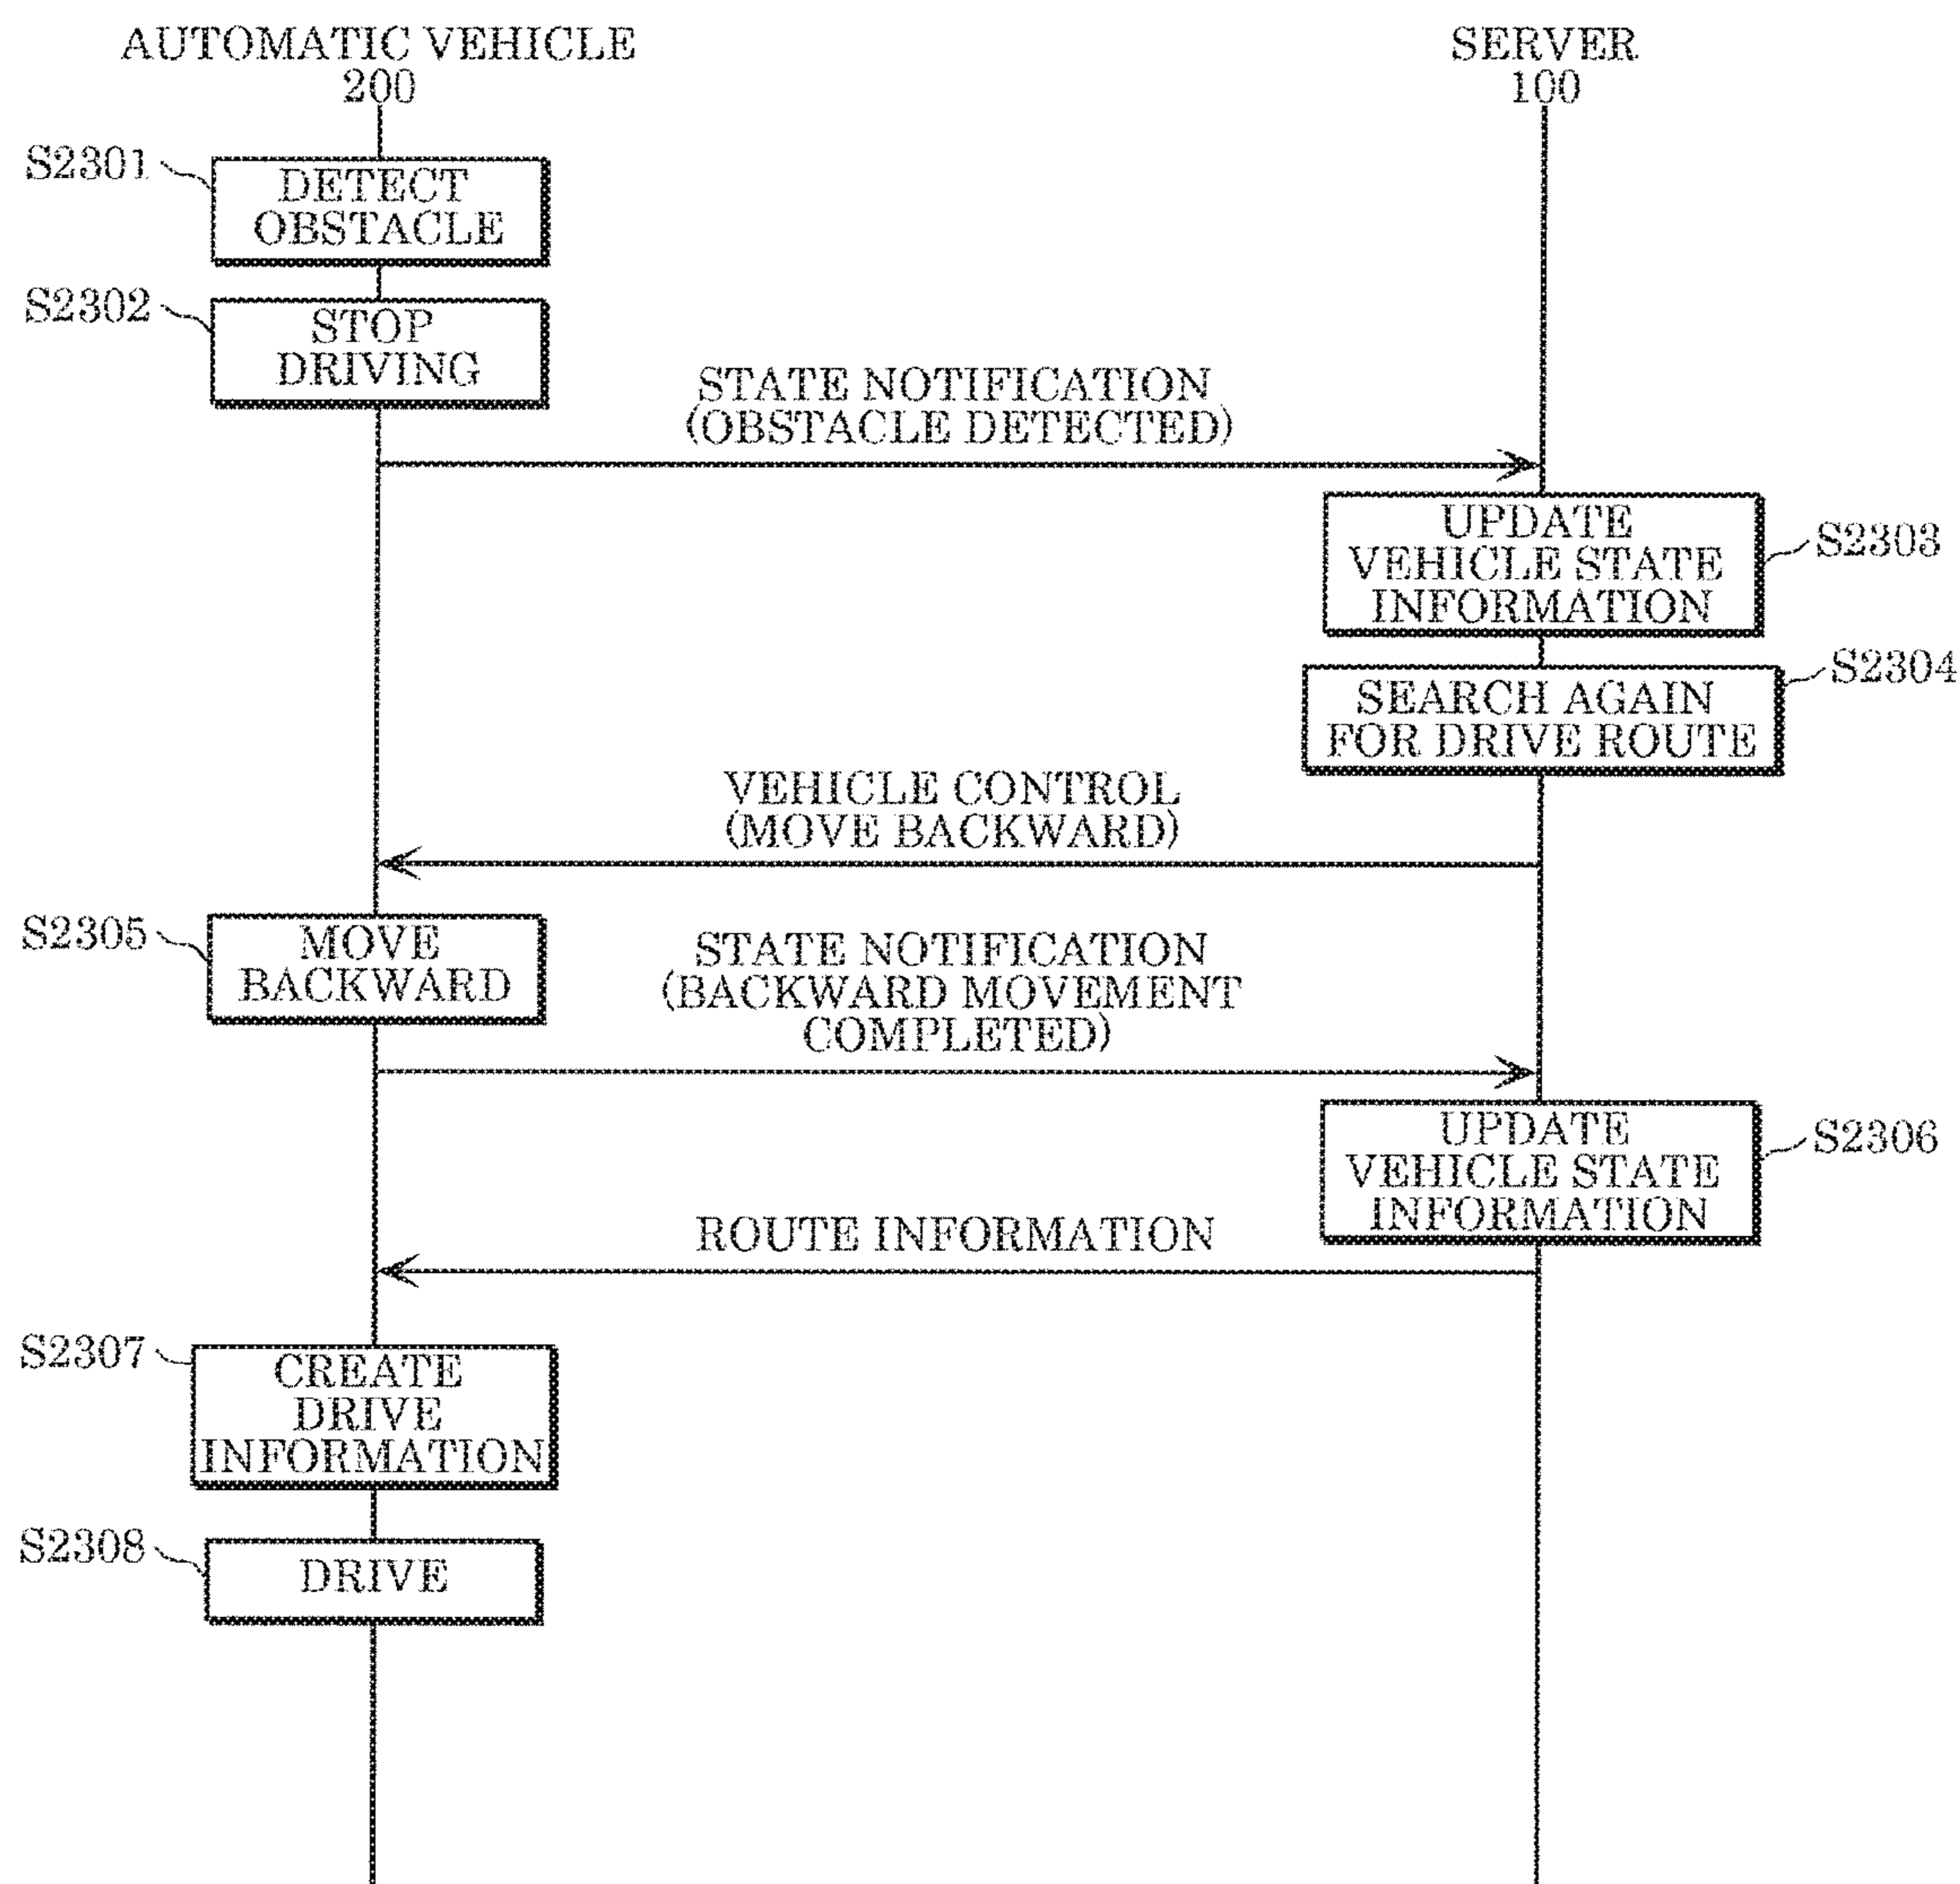 AUTOMATIC VEHICLE
200
SERVER
100
S2301
DETECT
OBSTACLE
S2302
STOP
DRIVING
STATE NOTIFICATION
(OBSTACLE DETECTED)
UPDATE
VEHICLE STATE
INFORMATION
S2303
SEARCH AGAIN
FOR DRIVE ROUTE
S2304
VEHICLE CONTROL
(MOVE BACKWARD)
S2305
MOVE
BACKWARD
STATE NOTIFICATION
(BACKWARD MOVEMENT
COMPLETED)
UPDATE
VEHICLE STATE
INFORMATION
S2306
ROUTE INFORMATION
S2307
CREATE
DRIVE
INFORMATION
S2308
DRIVE